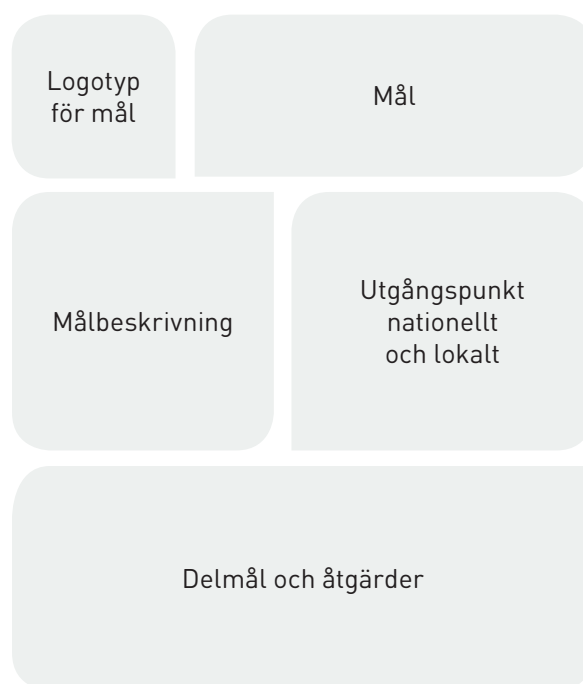 Logotyp
för mål
Mål
Målbeskrivning
Utgångspunkt
nationellt
och lokalt
Delmål och åtgärder